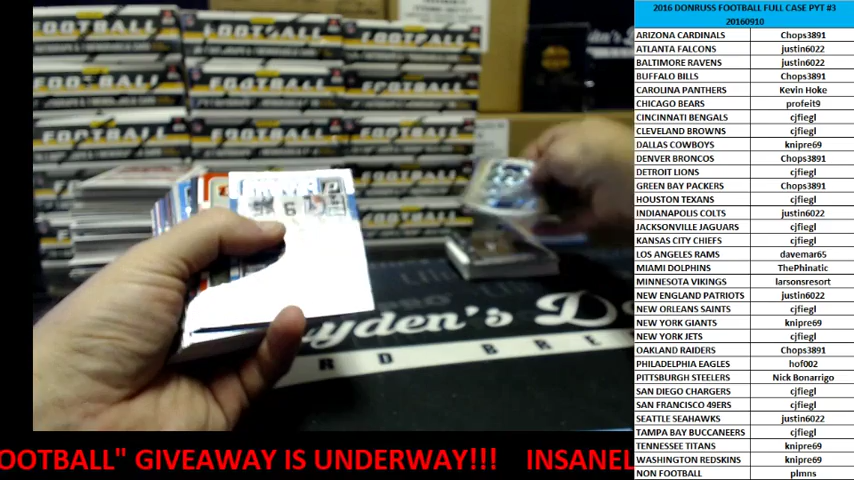 2016 DONRUSS FOOTBALL FULL CASE PYT #3
20160910
ARIZONA CARDINALS Chops3891
ATLANTA FALCONS justin6022
BALTIMORE RAVENS justin6022
BUFFALO BILLS Chops3891
CAROLINA PANTHERS Kevin Hoke
CHICAGO BEARS profeit9
CINCINNATI BENGALS cjfiegl
CLEVELAND BROWNS cjfiegl
DALLAS COWBOYS knipre69
DENVER BRONCOS Chops3891
DETROIT LIONS cjfiegl
GREEN BAY PACKERS Chops3891
HOUSTON TEXANS cjfiegl
INDIANAPOLIS COLTS justin6022
JACKSONVILLE JAGUARS cjfiegl
KANSAS CITY CHIEFS cjfiegl
LOS ANGELES RAMS davemar65
MIAMI DOLPHINS ThePhinatic
MINNESOTA VIKINGS larsonsresort
NEW ENGLAND PATRIOTS justin6022
NEW ORLEANS SAINTS cjfiegl
NEW YORK GIANTS knipre69
NEW YORK JETS cjfiegl
OAKLAND RAIDERS Chops3891
PHILADELPHIA EAGLES hof002
PITTSBURGH STEELERS Nick Bonarrigo
SAN DIEGO CHARGERS cjfiegl
SAN FRANCISCO 49ERS cjfiegl
SEATTLE SEAHAWKS justin6022
TAMPA BAY BUCCANEERS cjfiegl
TENNESSEE TITANS knipre69
WASHINGTON REDSKINS knipre69
NON FOOTBALL plmns
FOOTBALL FOOTBALL FOOTBALL
FOOTBALL FOOTBALL FOOTBALL
FOOTBALL FOOTBALL FOOTBALL
yden's D
R D BRE
OOTBALL" GIVEAWAY IS UNDERWAY!!! INSANEL